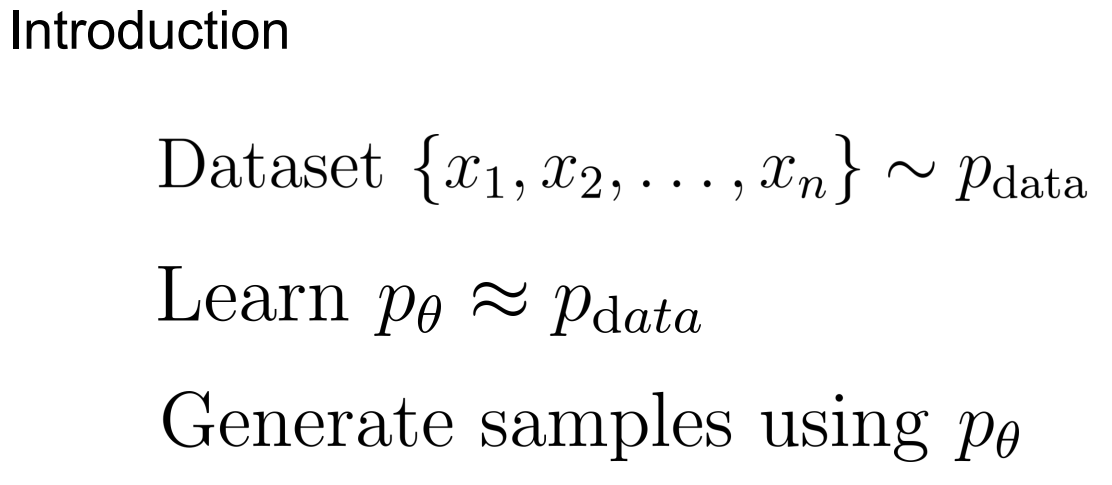 Introduction
Dataset {x₁, x₂, . . . , xₙ} ∼ p_data
Learn p_θ ≈ p_data
Generate samples using p_θ